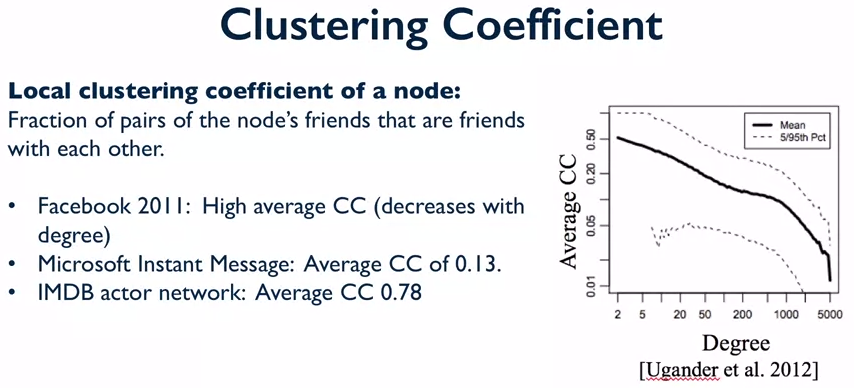 Clustering Coefficient
Local clustering coefficient of a node:
Fraction of pairs of the node's friends that are friends
with each other.
• Facebook 2011: High average CC (decreases with
degree)
• Microsoft Instant Message: Average CC of 0.13.
• IMDB actor network: Average CC 0.78
Mean
5/95th Pct
Average CC
0.50
0.20
0.05
0.01
2 5 20 50 200 1000 5000
Degree
[Ugander et al. 2012]